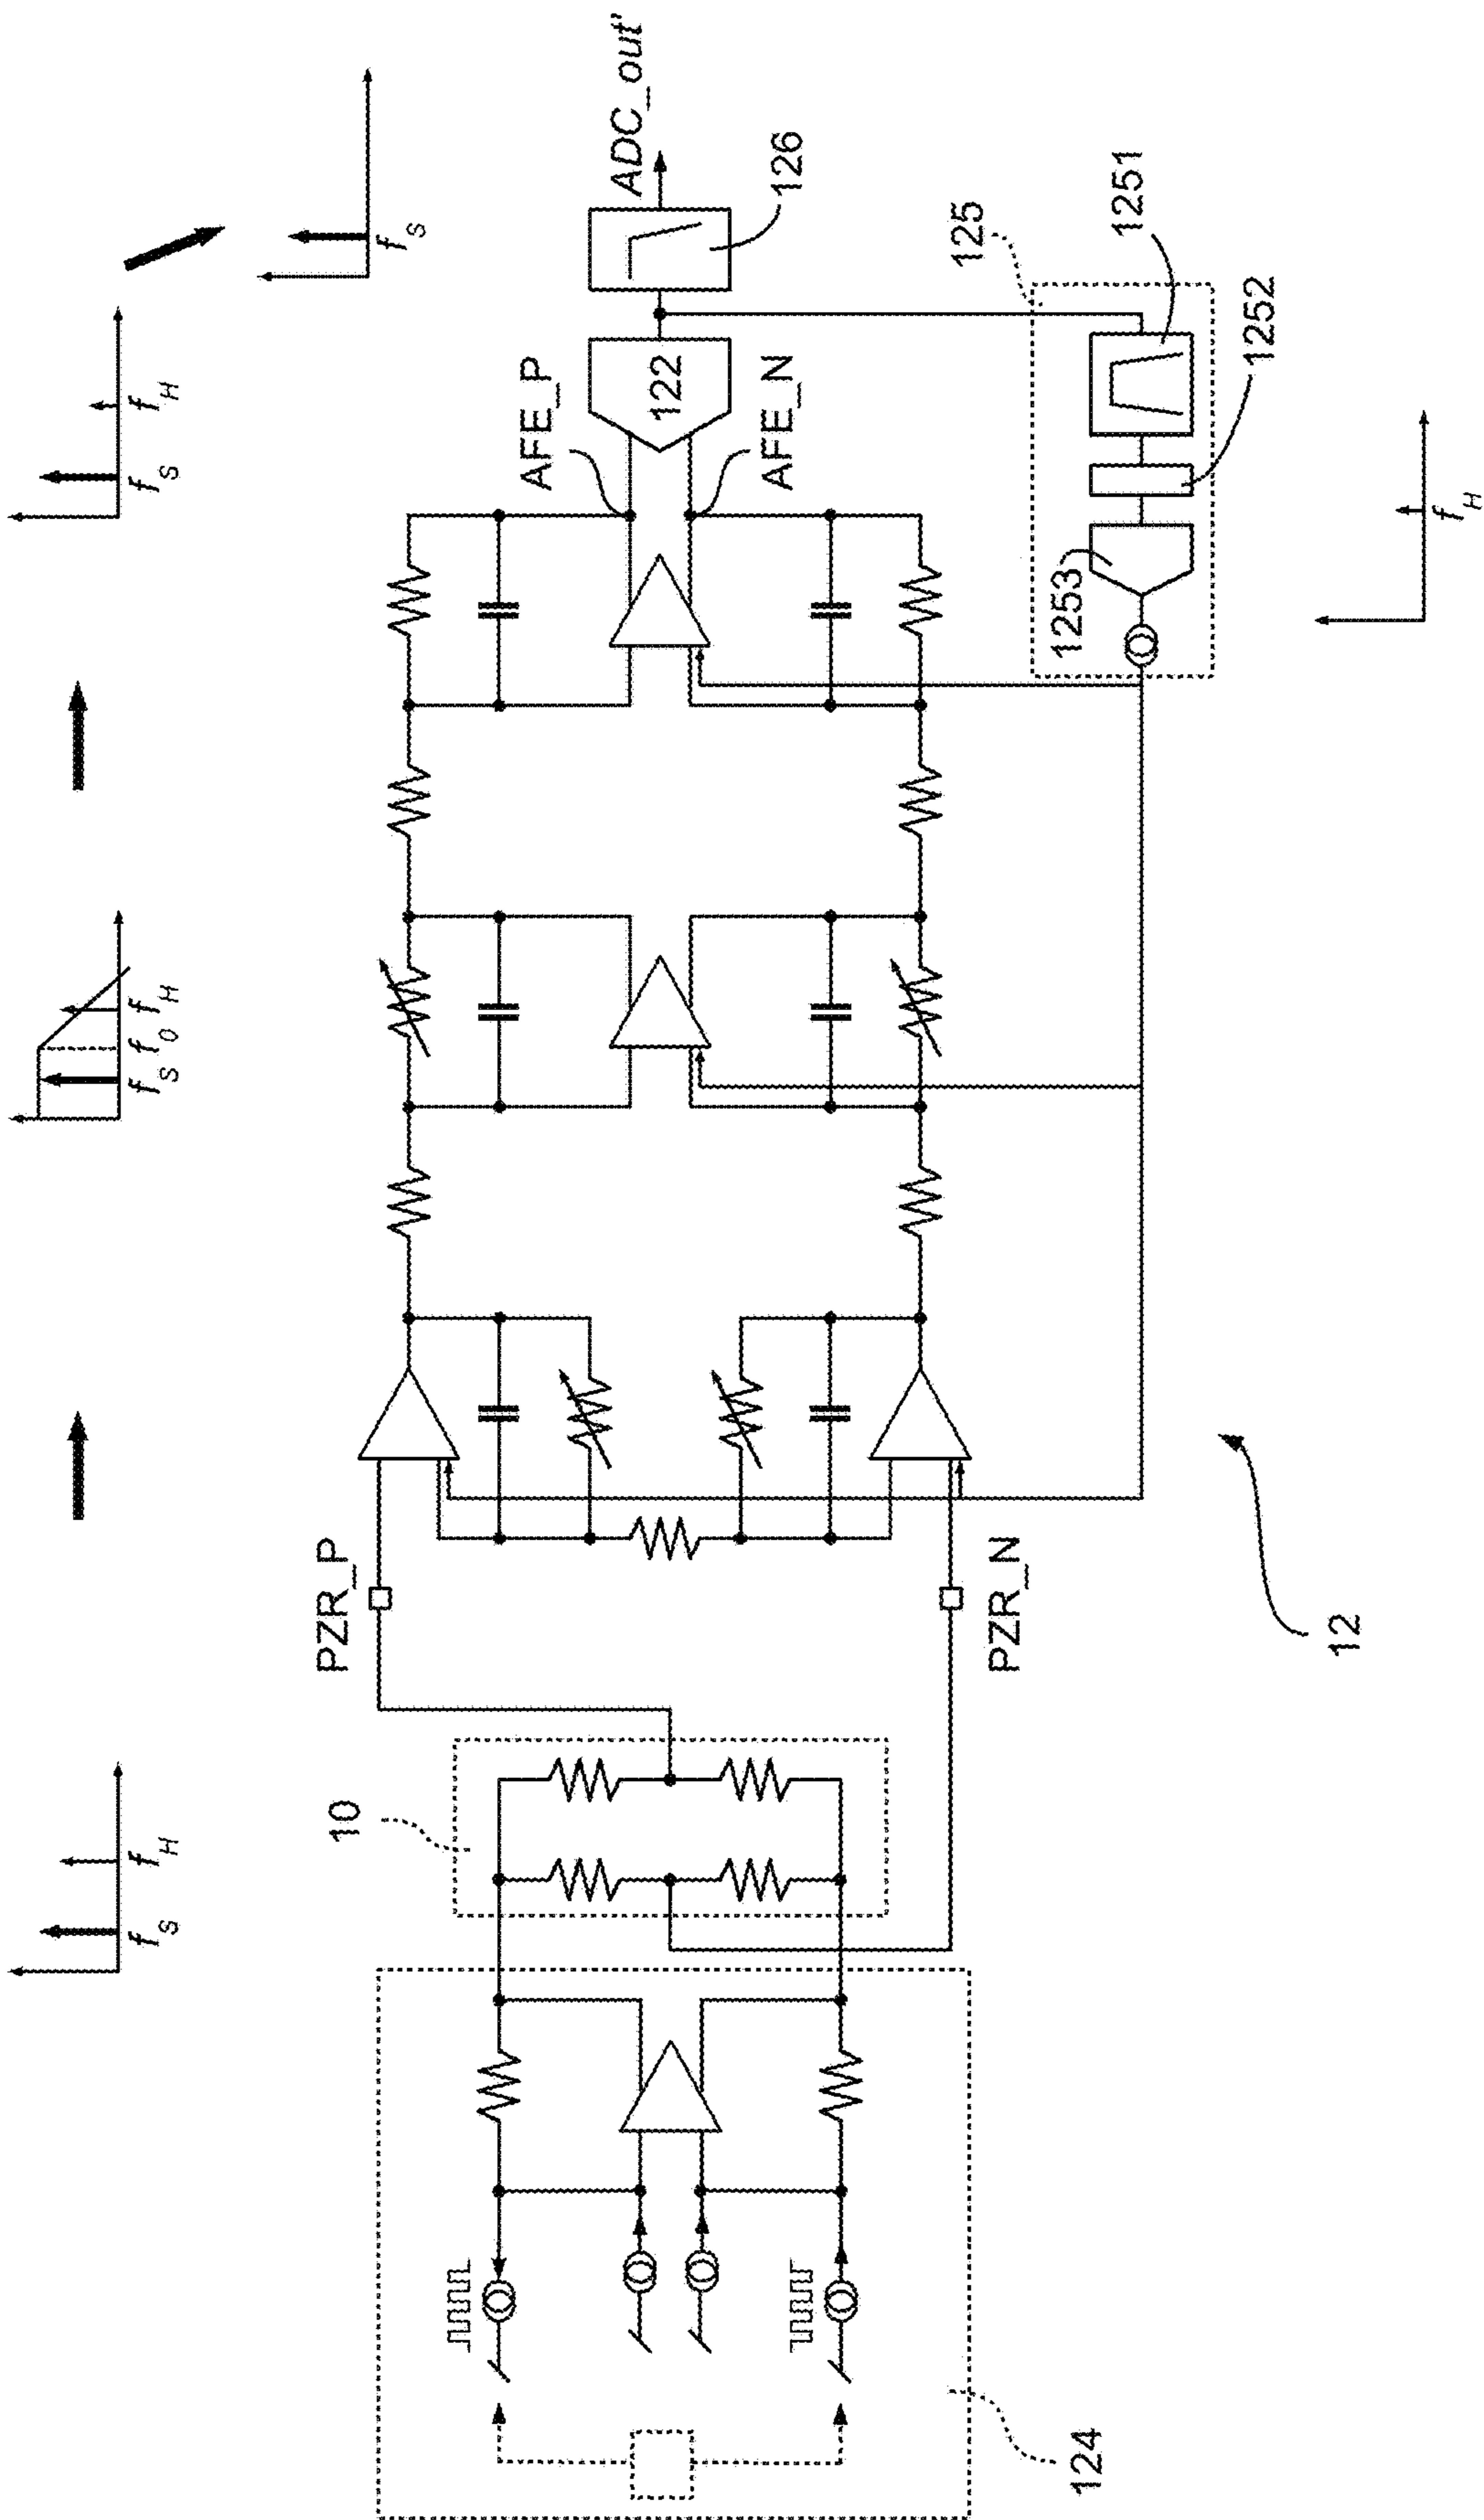 f_S
f_H
f_S
f_0
f_H
f_S
f_H
f_S
124
10
PZR_P
PZR_N
12
AFE_P
AFE_N
122
ADC_out'
126
125
1251
1252
1253
f_H